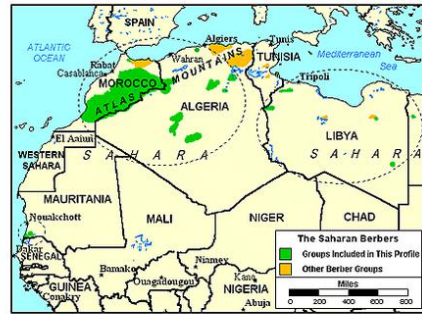 SPAIN
ATLANTIC
OCEAN
Algiers
Tunis
Mediterranean
Sea
Rabat
Casablanca
Wahran
MOUNTAINS
TUNISIA
MOROCCO
ATLAS
Tripoli
ALGERIA
El Aaiun
LIBYA
WESTERN
SAHARA
SAHARA
SAHARA
MAURITANIA
Nouakchott
MALI
NIGER
CHAD
Dakar
SENEGAL
Bamako
Niamey
Ouagadougou
Kano
GUINEA
Conakry
NIGERIA
Abuja
The Saharan Berbers
Groups Included in This Profile
Other Berber Groups
Miles
0 200 400 600 800